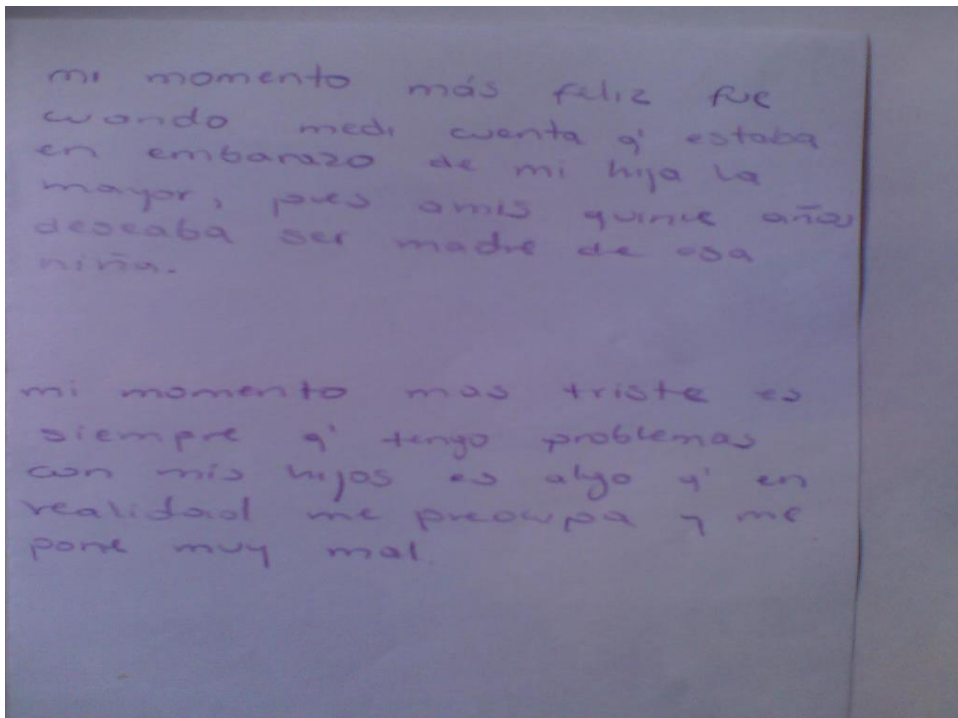 mi momento más feliz fue
cuando medi cuenta q' estaba
en embarazo de mi hija la
mayor, pues amis quince años
deseaba ser madre de esa
niña.
mi momento mas triste es
siempre q' tengo problemas
con mis hijos es algo q' en
realidad me preocupa y me
pone muy mal.